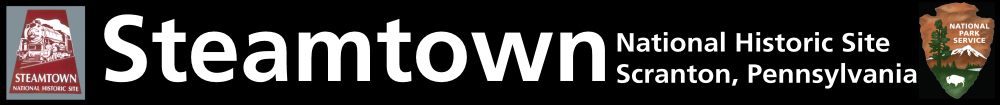 STEAMTOWN
NATIONAL HISTORIC SITE
Steamtown
National Historic Site
Scranton, Pennsylvania
NATIONAL
PARK
SERVICE